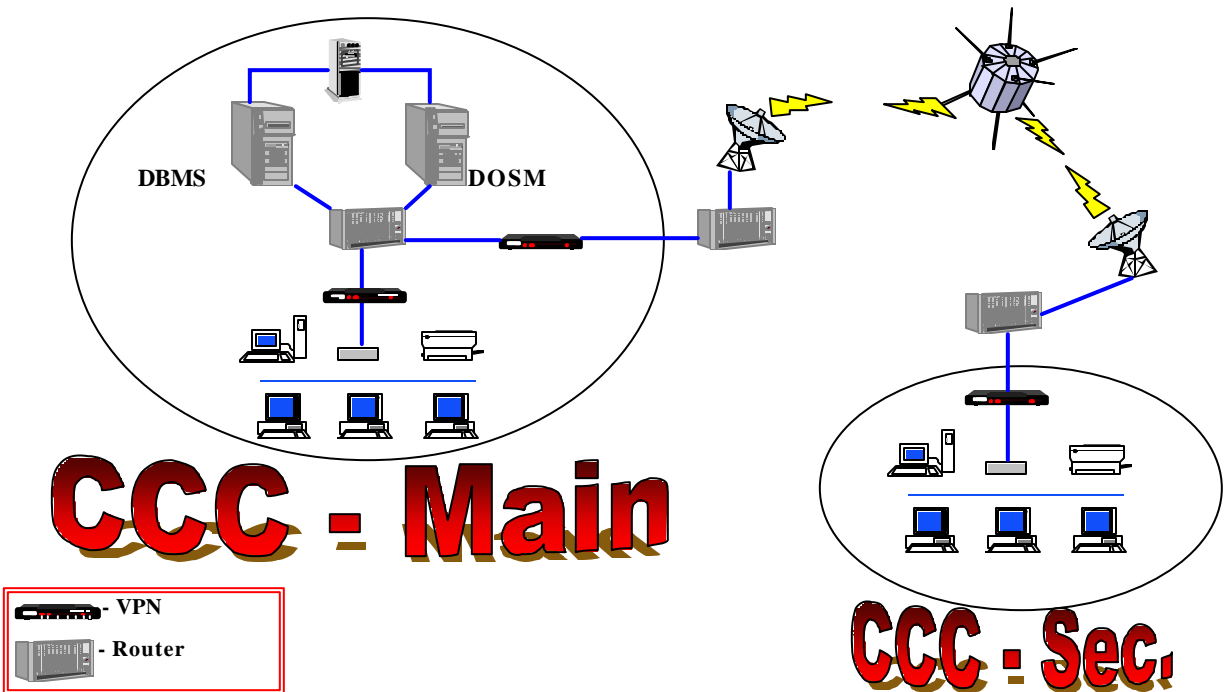 DBMS
DOSM
CCC - Main
- VPN
- Router
CCC - Sec.